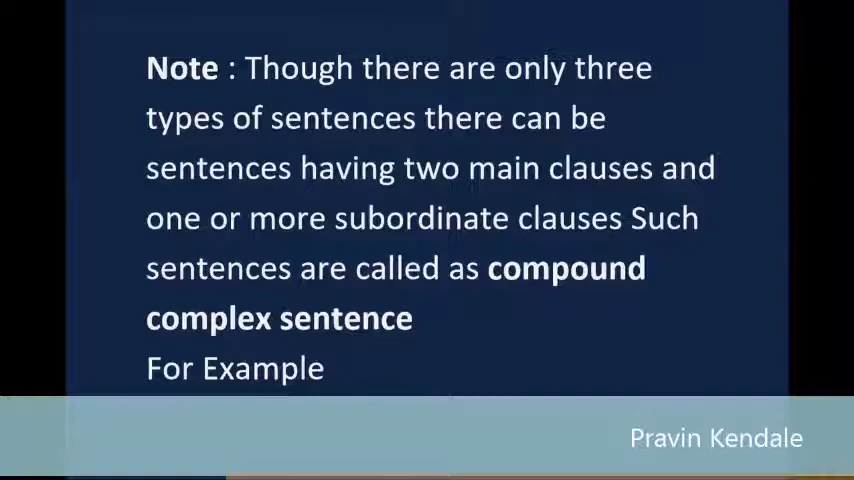 Note : Though there are only three
types of sentences there can be
sentences having two main clauses and
one or more subordinate clauses Such
sentences are called as compound
complex sentence
For Example
Pravin Kendale